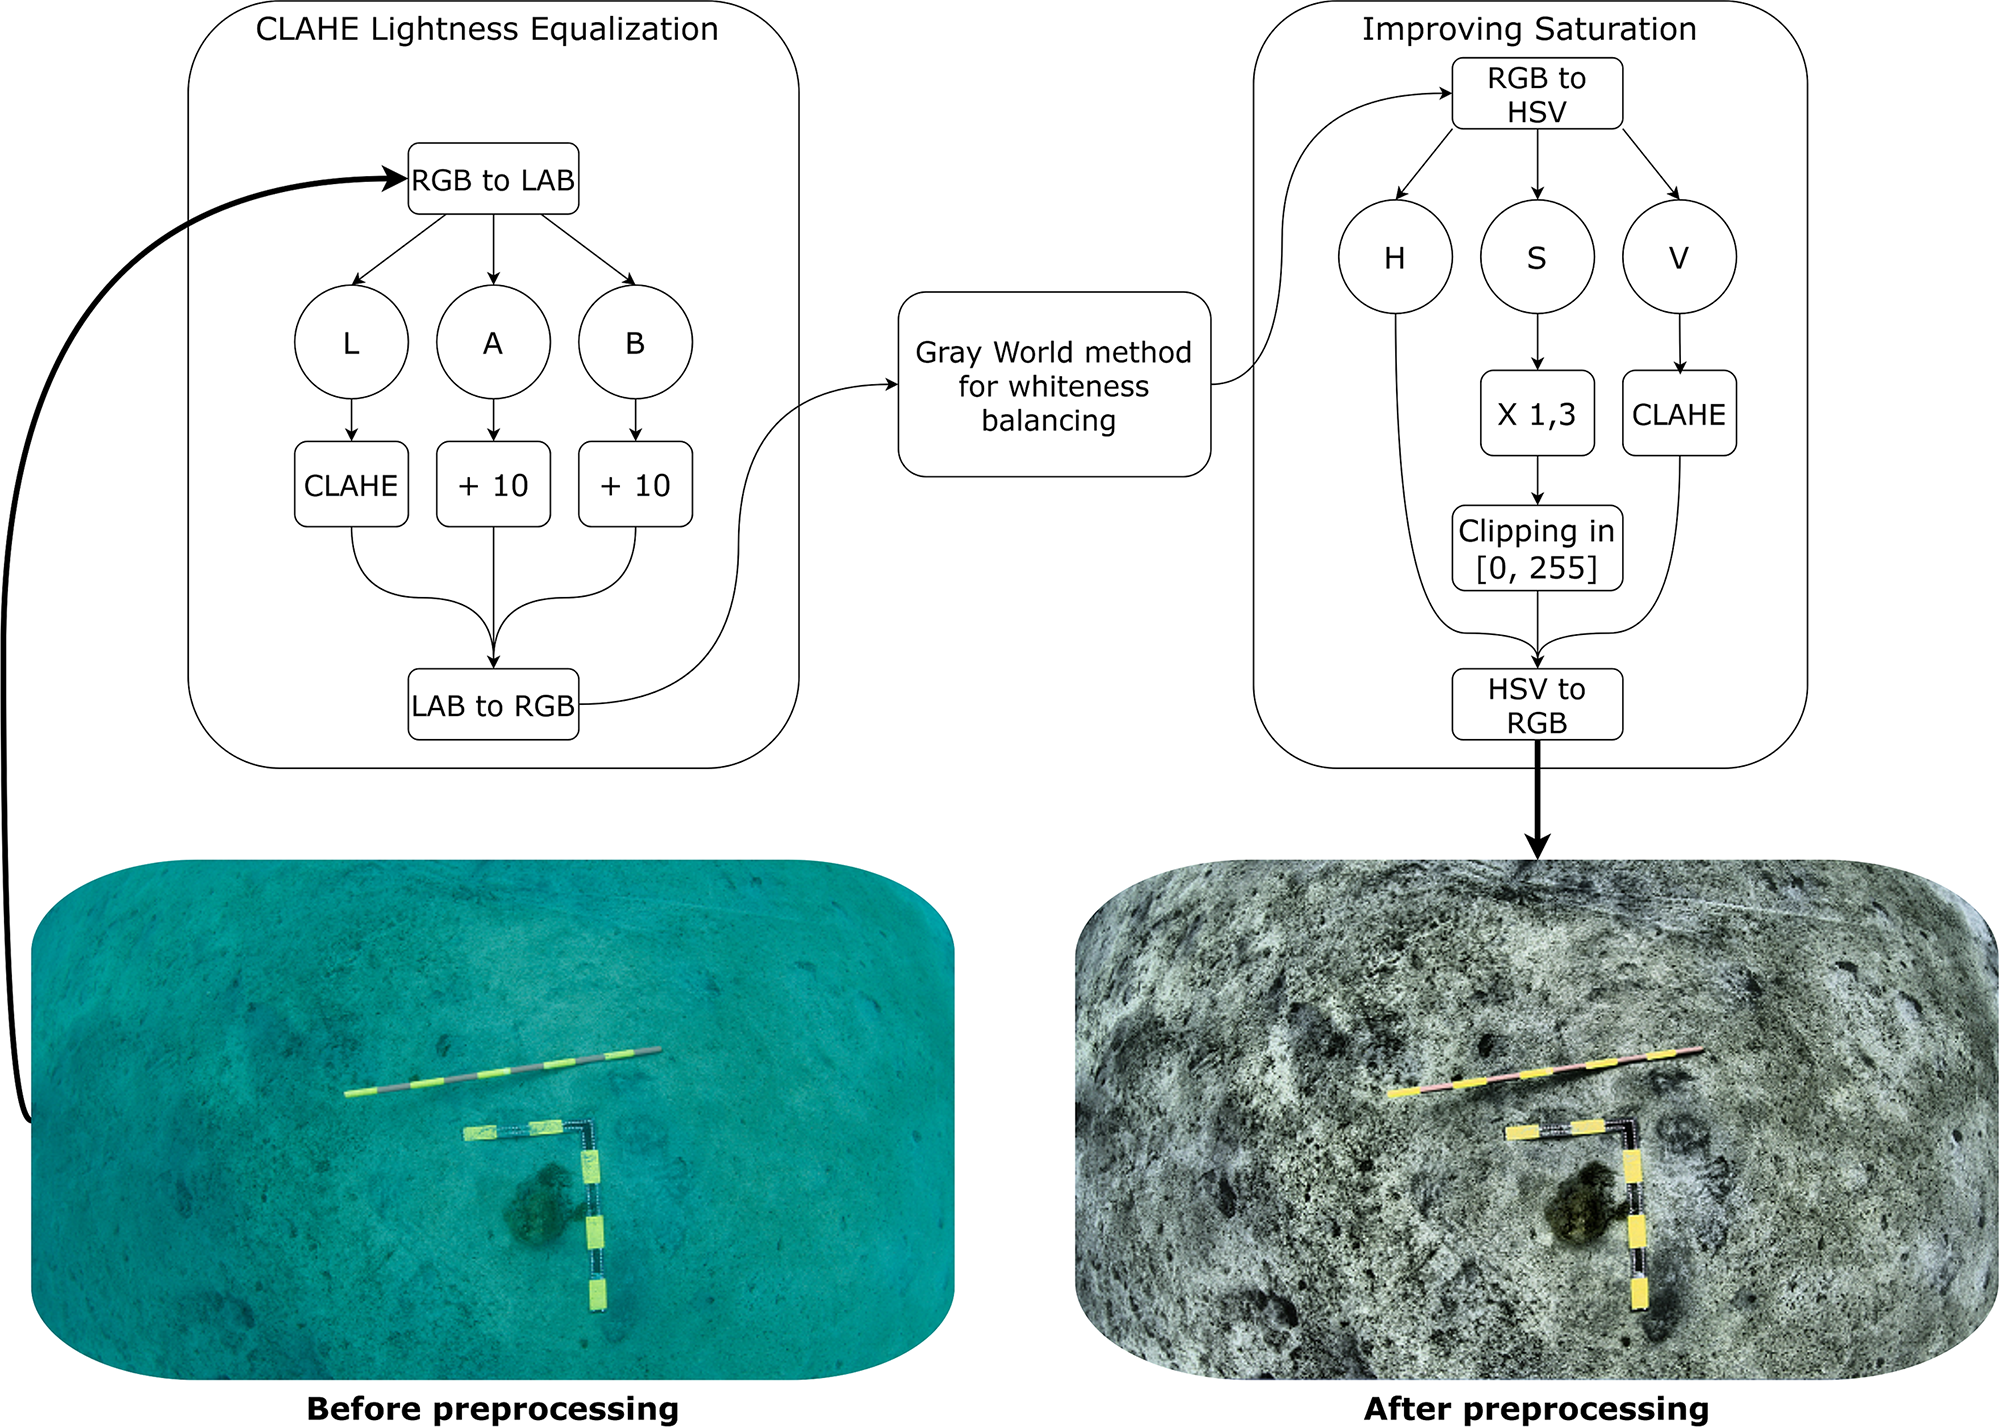 CLAHE Lightness Equalization
RGB to LAB
L
A
B
CLAHE
+ 10
+ 10
LAB to RGB
Gray World method
for whiteness
balancing
Improving Saturation
RGB to
HSV
H
S
V
X 1,3
CLAHE
Clipping in
[0, 255]
HSV to
RGB
Before preprocessing
After preprocessing